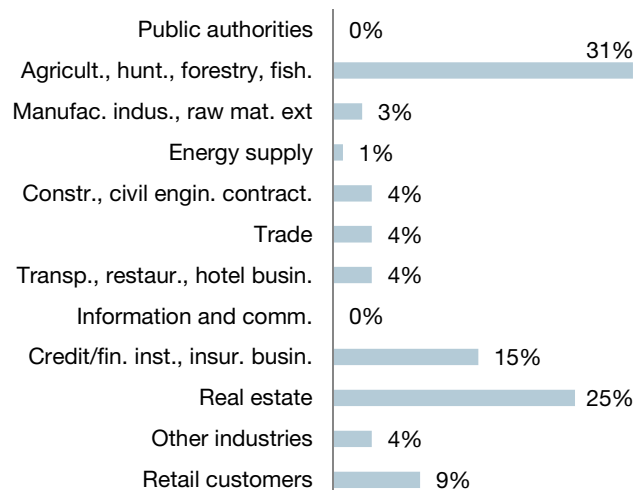 Public authorities 0%
31%
Agricult., hunt., forestry, fish.
Manufac. indus., raw mat. ext 3%
Energy supply 1%
Constr., civil engin. contract. 4%
Trade 4%
Transp., restaur., hotel busin. 4%
Information and comm. 0%
Credit/fin. inst., insur. busin. 15%
Real estate 25%
Other industries 4%
Retail customers 9%